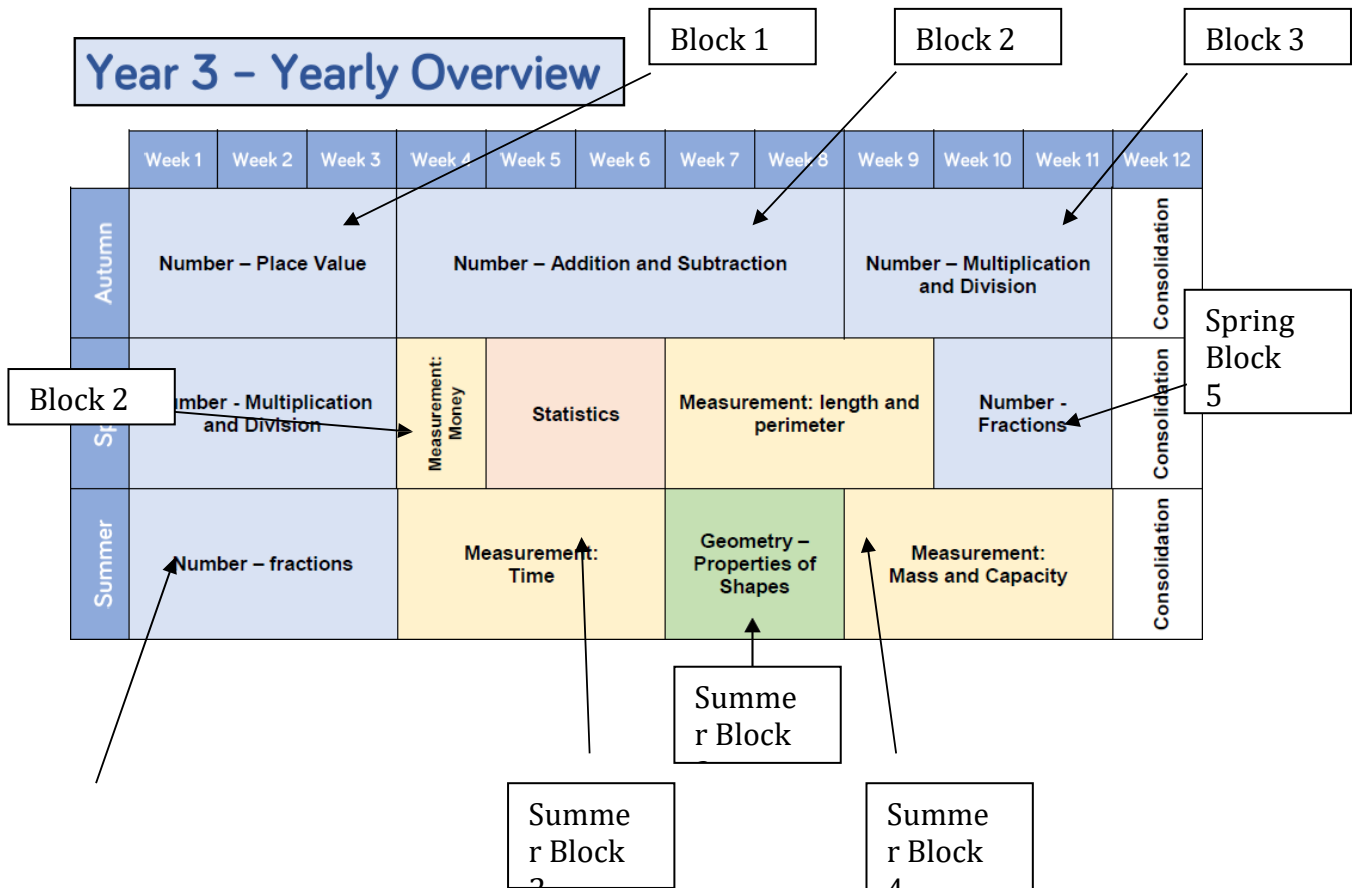 Block 1
Block 2
Block 3
Year 3 – Yearly Overview
Week 1
Week 2
Week 3
Week 4
Week 5
Week 6
Week 7
Week 8
Week 9
Week 10
Week 11
Week 12
Autumn
Number – Place Value
Number – Addition and Subtraction
Number – Multiplication
and Division
Consolidation
Spring
Block
5
Block 2
Sp
umber - Multiplication
and Division
Measurement:
Money
Statistics
Measurement: length and
perimeter
Number -
Fractions
Consolidation
Summer
Number – fractions
Measurement:
Time
Geometry –
Properties of
Shapes
Measurement:
Mass and Capacity
Consolidation
Summe
r Block
Summe
r Block
Summe
r Block